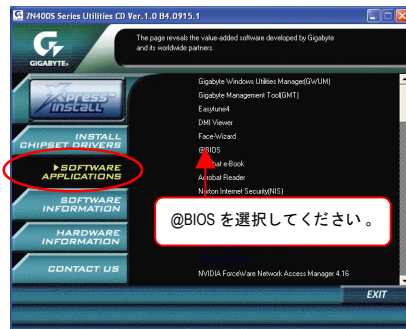 7N400S Series Utilities CD Ver.1.0 B4.0915.1
The page reveals the value-added software developed by Gigabyte
and its worldwide partners.
GIGABYTE
Xpress-
Install
INSTALL
CHIPSET DRIVERS
SOFTWARE
APPLICATIONS
SOFTWARE
INFORMATION
HARDWARE
INFORMATION
CONTACT US
Gigabyte Windows Utilities Manager(GWUM)
Gigabyte Management Tool(GMT)
Easytune4
DMI Viewer
Face-Wizard
@BIOS
Acrobat e-Book
Acrobat Reader
Norton Internet Security(NIS)
@BIOS を選択してください 。
NVIDIA ForceWare Network Access Manager 4.16
EXIT